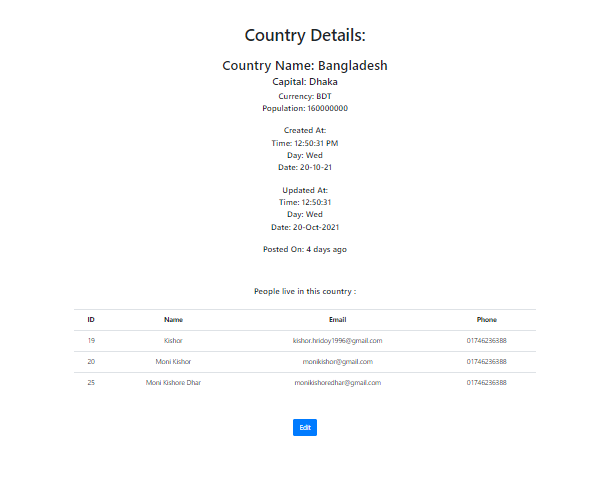 Country Details:
Country Name: Bangladesh
Capital: Dhaka
Currency: BDT
Population: 160000000
Created At:
Time: 12:50:31 PM
Day: Wed
Date: 20-10-21
Updated At:
Time: 12:50:31
Day: Wed
Date: 20-Oct-2021
Posted On: 4 days ago
People live in this country :
ID Name Email Phone
19 Kishor kishor.hridoy1996@gmail.com 01746236388
20 Moni Kishor monikishor@gmail.com 01746236388
25 Moni Kishore Dhar monikishoredhar@gmail.com 01746236388
Edit